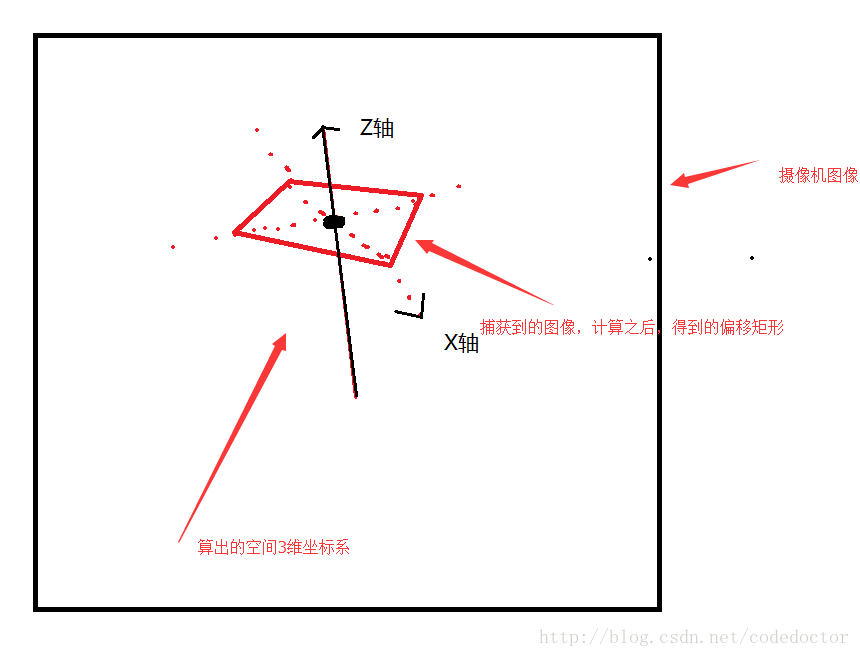 Z轴
摄像机图像
捕获到的图像，计算之后，得到的偏移矩形
X轴
算出的空间3维坐标系
http://blog.csdn.net/codedoctor